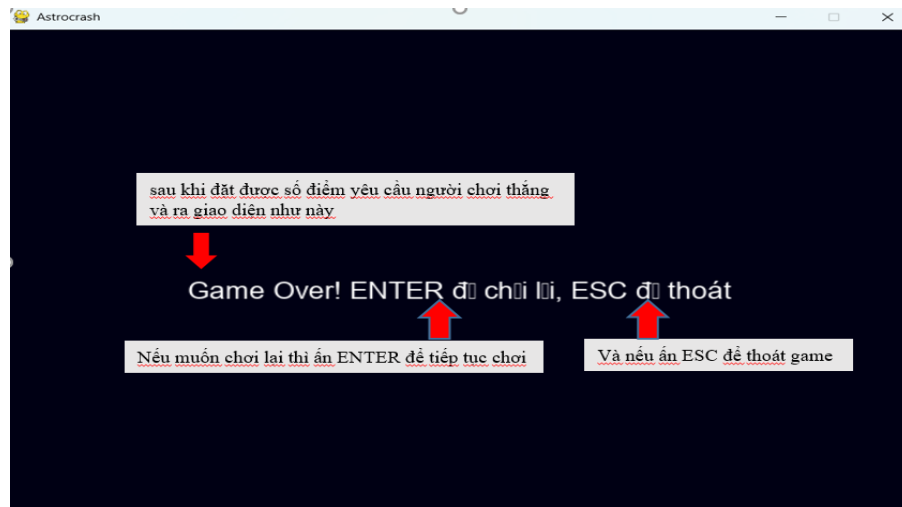 Astrocrash
sau khi đặt được số điểm yêu cầu người chơi thắng
và ra giao diện như này
Game Over! ENTER đ▯ ch▯i l▯i, ESC đ▯ thoát
Nếu muốn chơi lại thì ấn ENTER để tiếp tục chơi
Và nếu ấn ESC để thoát game